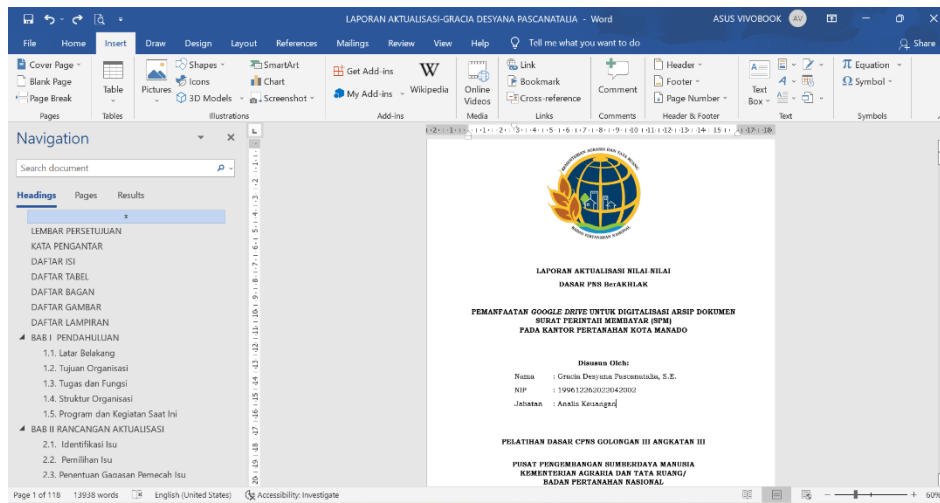 LAPORAN AKTUALISASI-GRACIA DESYANA PASCANATALIA - Word
ASUS VIVOBOOK AV
File Home Insert Draw Design Layout References Mailings Review View Help Tell me what you want to do Share
Cover Page
Blank Page
Page Break
Pages
Table
Tables
Pictures
Shapes
Icons
3D Models
SmartArt
Chart
Screenshot
Illustrations
Get Add-ins
My Add-ins
W
Wikipedia
Add-ins
Online
Videos
Media
Link
Bookmark
Cross-reference
Links
Comment
Comments
Header
Footer
Page Number
Header & Footer
Text
Box
Text
Equation
Symbol
Symbols
Navigation
Search document
Headings Pages Results
LEMBAR PERSETUJUAN
KATA PENGANTAR
DAFTAR ISI
DAFTAR TABEL
DAFTAR BAGAN
DAFTAR GAMBAR
DAFTAR LAMPIRAN
BAB I PENDAHULUAN
1.1. Latar Belakang
1.2. Tujuan Organisasi
1.3. Tugas dan Fungsi
1.4. Struktur Organisasi
1.5. Program dan Kegiatan Saat Ini
BAB II RANCANGAN AKTUALISASI
2.1. Identifikasi Isu
2.2. Pemilihan Isu
2.3. Penentuan Gagasan Pemecah Isu
KEMENTERIAN AGRARIA DAN TATA RUANG
BADAN PERTANAHAN NASIONAL
LAPORAN AKTUALISASI NILAI-NILAI
DASAR PNS BerAKHLAK
PEMANFAATAN GOOGLE DRIVE UNTUK DIGITALISASI ARSIP DOKUMEN
SURAT PERINTAH MEMBAYAR (SPM)
PADA KANTOR PERTANAHAN KOTA MANADO
Disusun Oleh:
Nama : Gracia Desyana Pascanatalia, S.E.
NIP : 199612262022042002
Jabatan : Analis Keuangan
PELATIHAN DASAR CPNS GOLONGAN III ANGKATAN III
PUSAT PENGEMBANGAN SUMBERDAYA MANUSIA
KEMENTERIAN AGRARIA DAN TATA RUANG/
BADAN PERTANAHAN NASIONAL
Page 1 of 118 13938 words English (United States) Accessibility: Investigate 60%